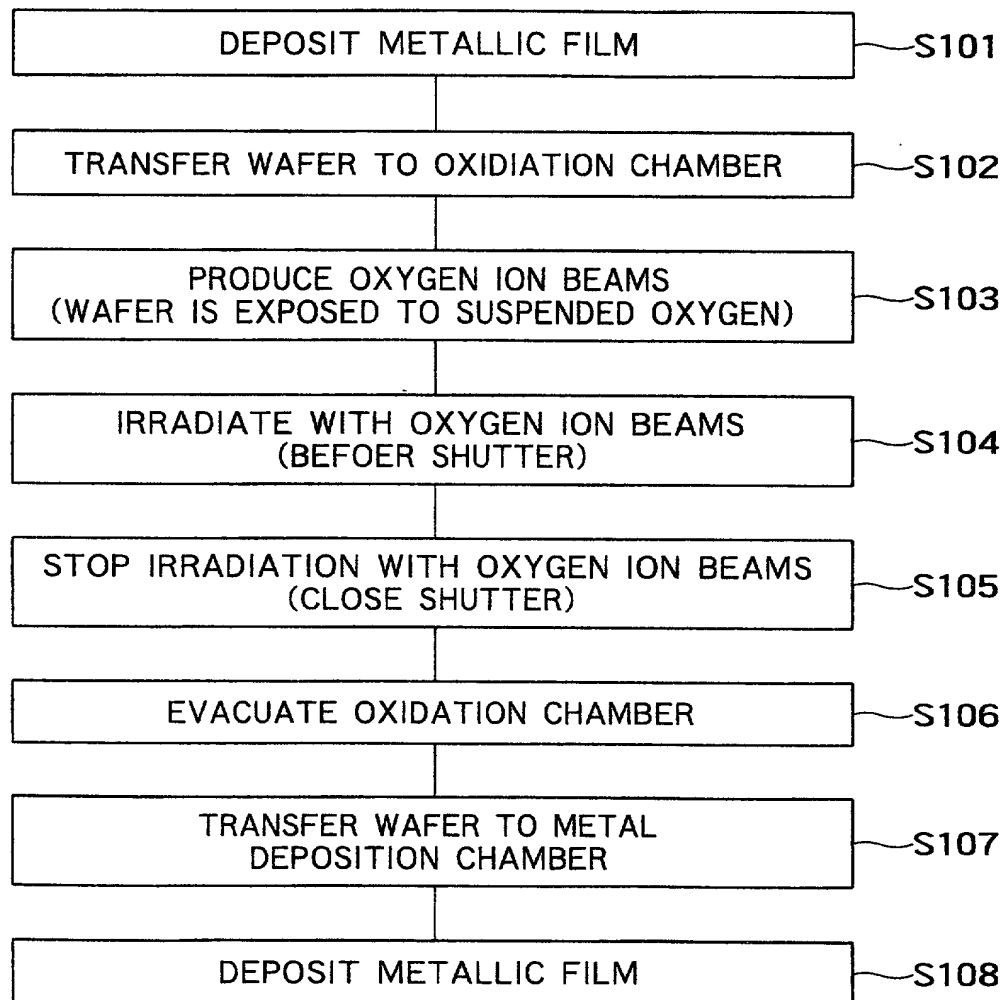 DEPOSIT METALLIC FILM
S101
TRANSFER WAFER TO OXIDIATION CHAMBER
S102
PRODUCE OXYGEN ION BEAMS
(WAFER IS EXPOSED TO SUSPENDED OXYGEN)
S103
IRRADIATE WITH OXYGEN ION BEAMS
(BEFOER SHUTTER)
S104
STOP IRRADIATION WITH OXYGEN ION BEAMS
(CLOSE SHUTTER)
S105
EVACUATE OXIDATION CHAMBER
S106
TRANSFER WAFER TO METAL
DEPOSITION CHAMBER
S107
DEPOSIT METALLIC FILM
S108